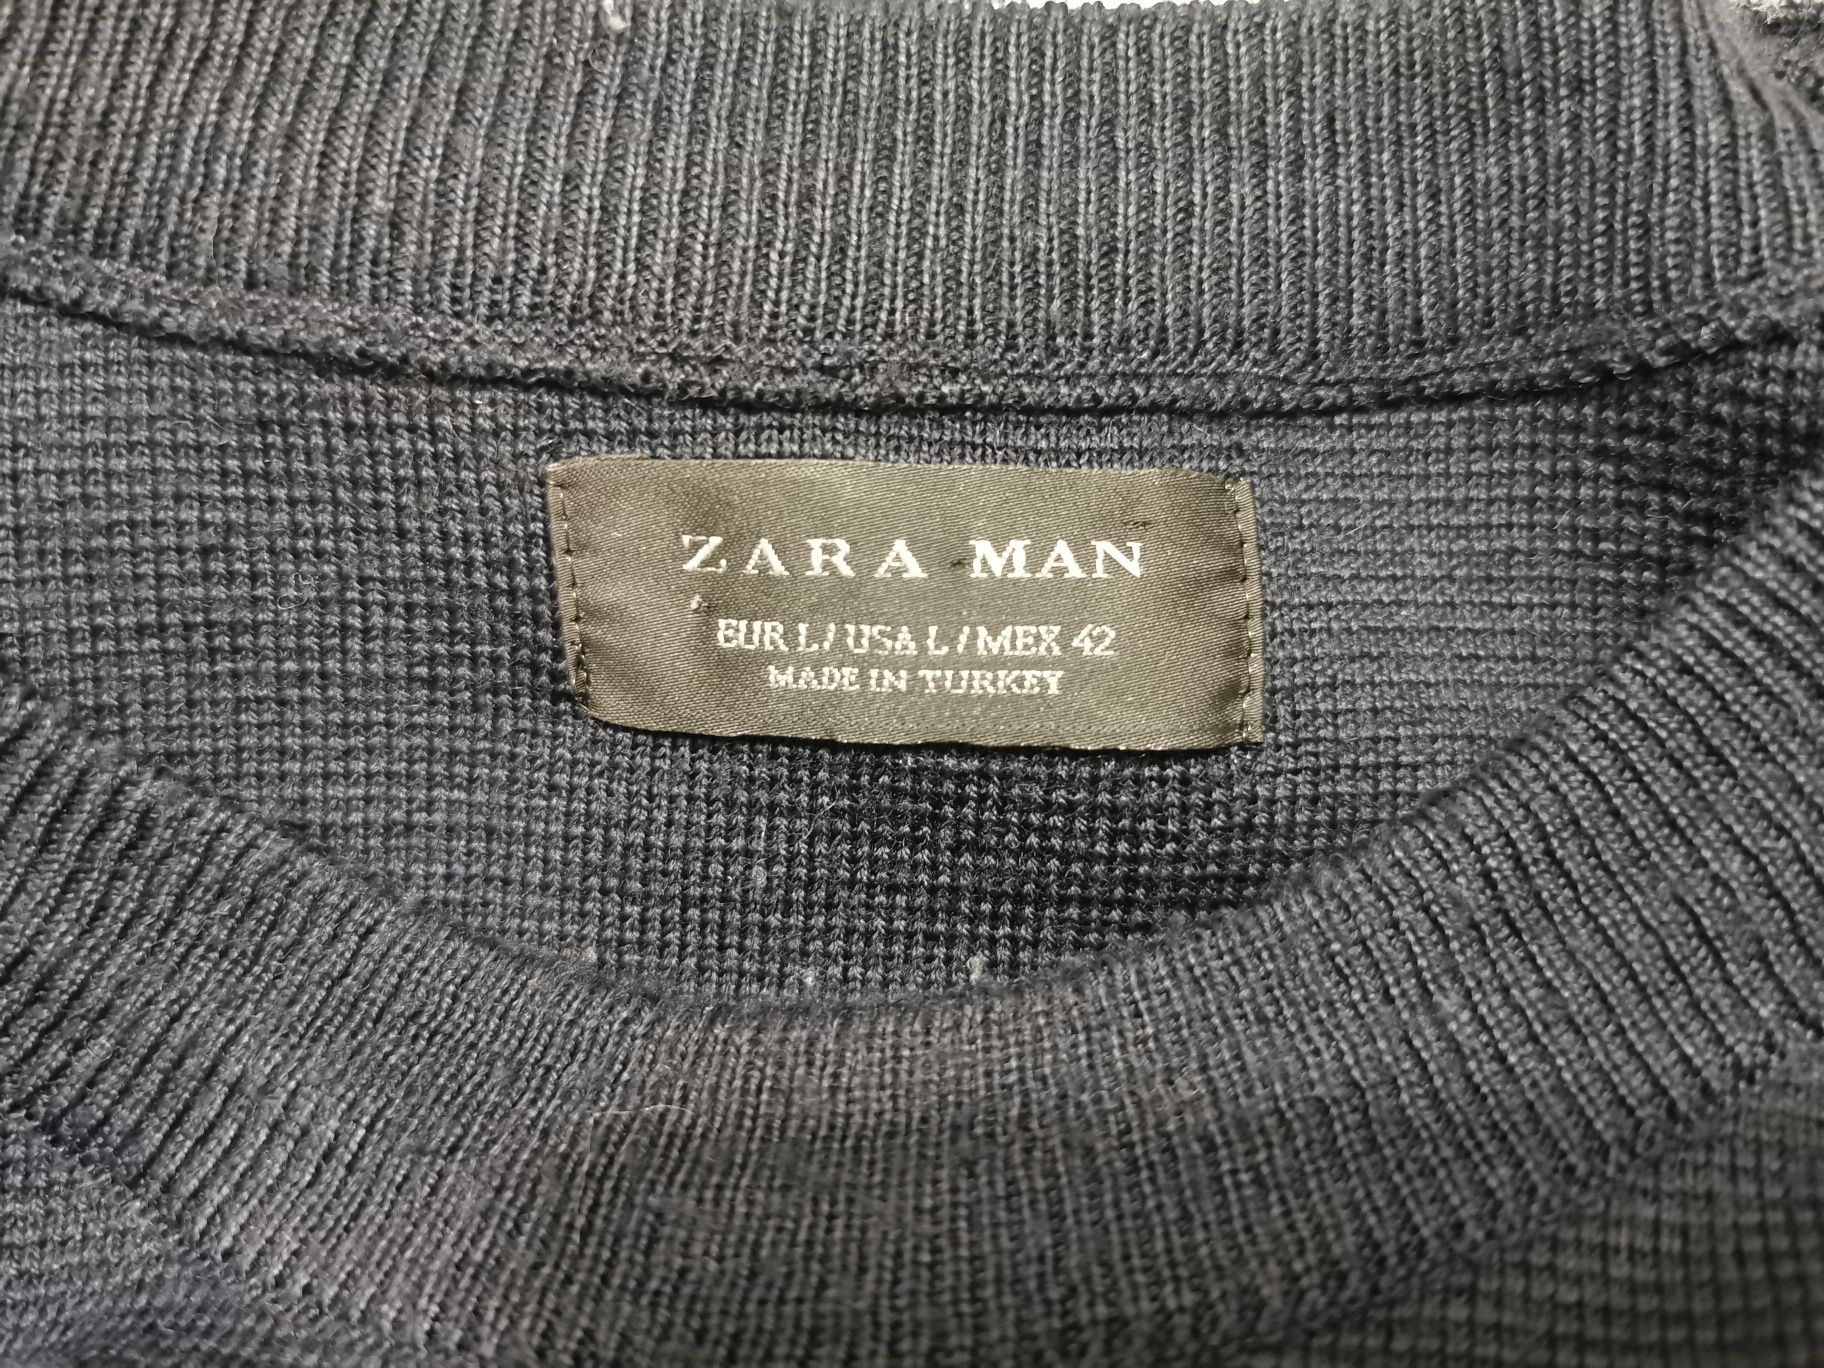 ZARA MAN
EUR L / USA L / MEX 42
MADE IN TURKEY